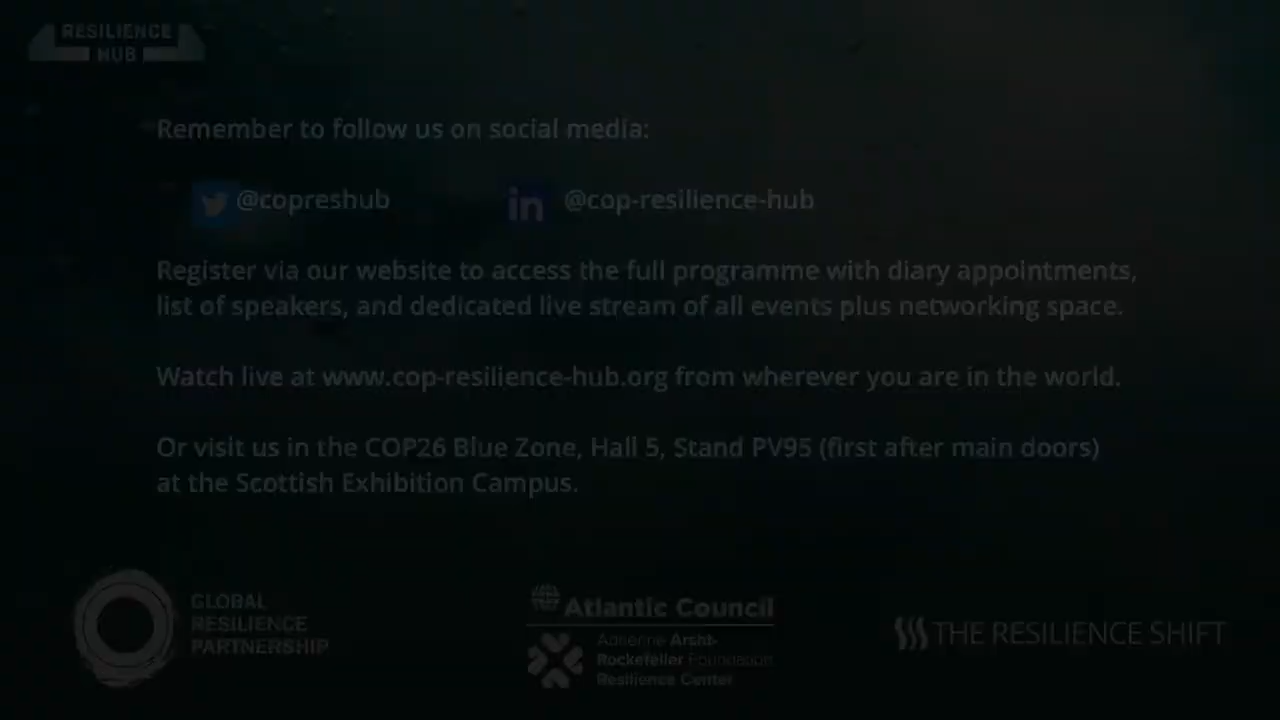 RESILIENCE
HUB
Remember to follow us on social media:
@copreshub
in @cop-resilience-hub
Register via our website to access the full programme with diary appointments,
list of speakers, and dedicated live stream of all events plus networking space.
Watch live at www.cop-resilience-hub.org from wherever you are in the world.
Or visit us in the COP26 Blue Zone, Hall 5, Stand PV95 (first after main doors)
at the Scottish Exhibition Campus.
GLOBAL
RESILIENCE
PARTNERSHIP
Atlantic Council
Adrienne Arsht-
Rockefeller Foundation
Resilience Center
THE RESILIENCE SHIFT